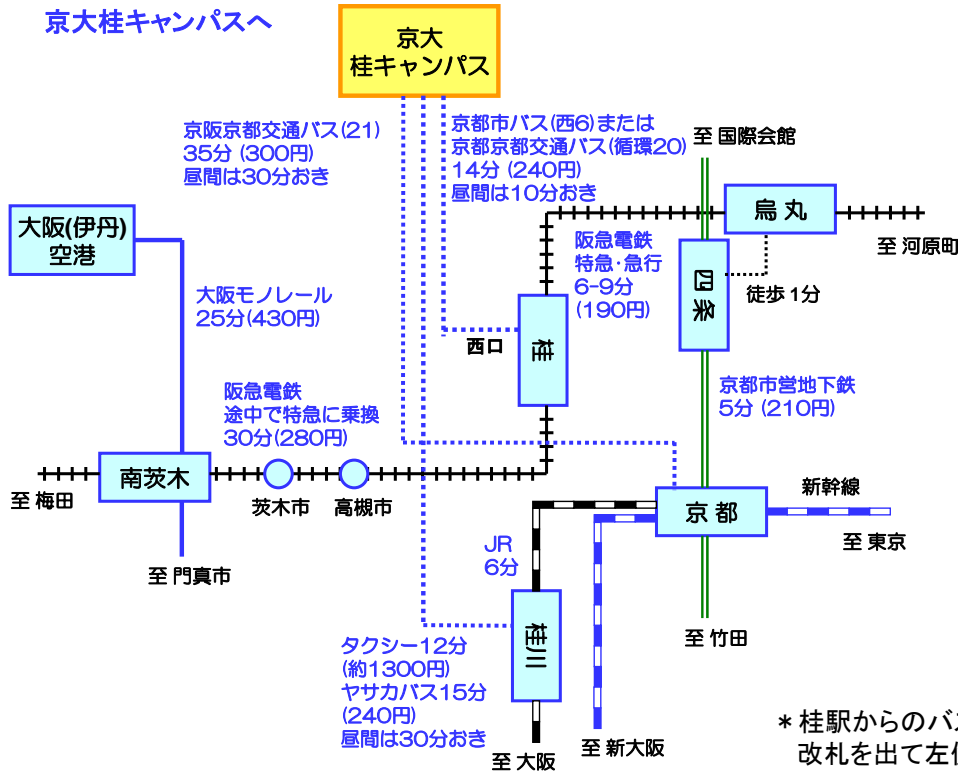 京大桂キャンパスへ
京大
桂キャンパス
京阪京都交通バス(21)
35分 (300円)
昼間は30分おき
京都市バス(西6)または
京都京都交通バス(循環20)
14分 (240円)
昼間は10分おき
至 国際会館
烏 丸
至 河原町
大阪(伊丹)
空港
阪急電鉄
特急・急行
6-9分
(190円)
四条
徒歩 1分
大阪モノレール
25分(430円)
西口
桂
京都市営地下鉄
5分 (210円)
阪急電鉄
途中で特急に乗換
30分(280円)
南茨木
至 梅田
茨木市
高槻市
京 都
新幹線
至 東京
JR
6分
至 門真市
桂川
至 竹田
タクシー12分
(約1300円)
ヤサカバス15分
(240円)
昼間は30分おき
至 大阪
至 新大阪
＊桂駅からのバス
改札を出て左